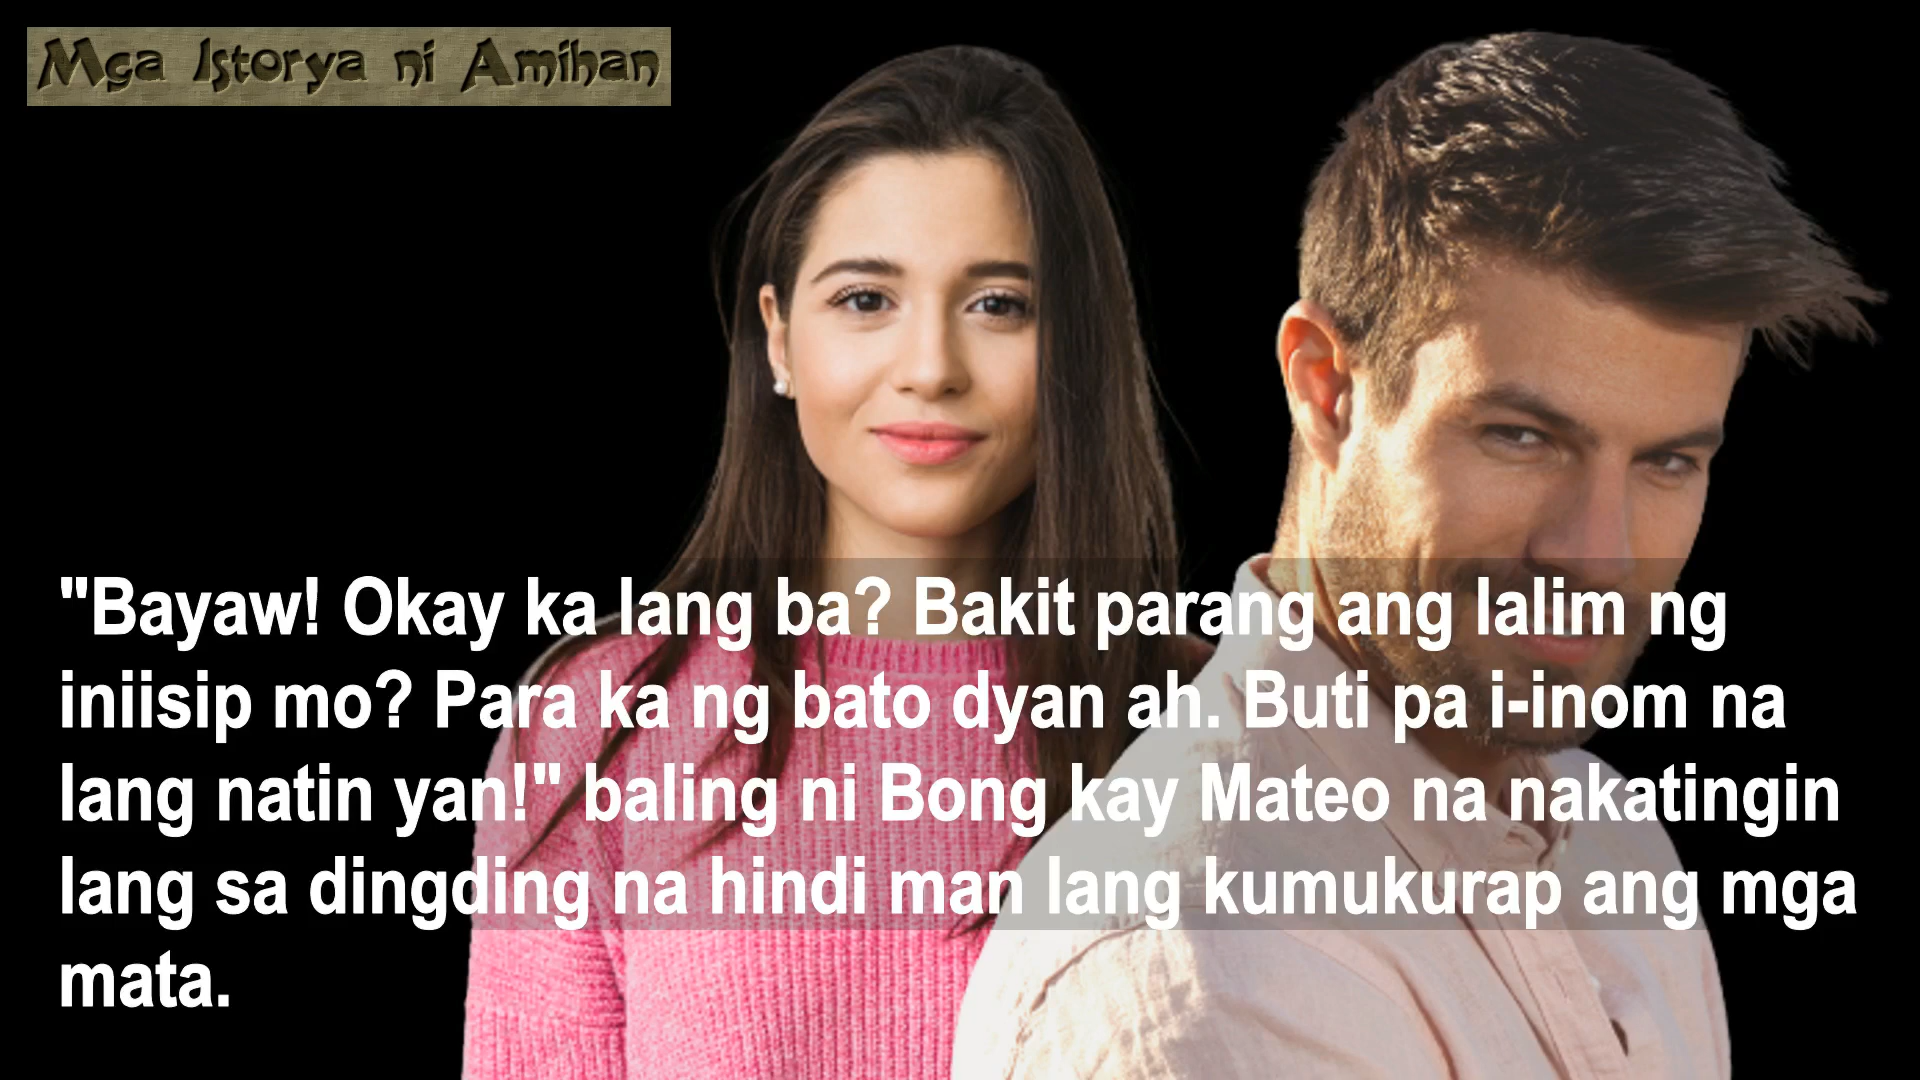 Mga Istorya ni Amihan
"Bayaw! Okay ka lang ba? Bakit parang ang lalim ng
iniisip mo? Para ka ng bato dyan ah. Buti pa i-inom na
lang natin yan!" baling ni Bong kay Mateo na nakatingin
lang sa dingding na hindi man lang kumukurap ang mga
mata.